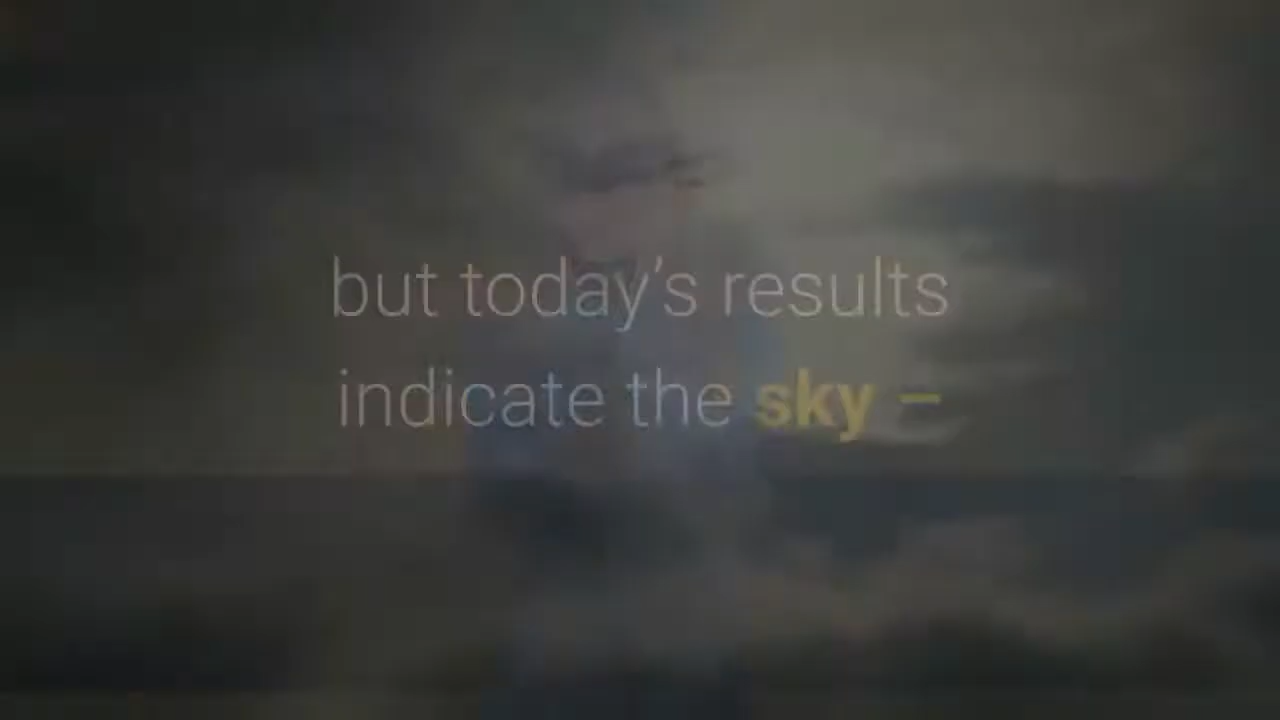 but today’s results
indicate the sky –